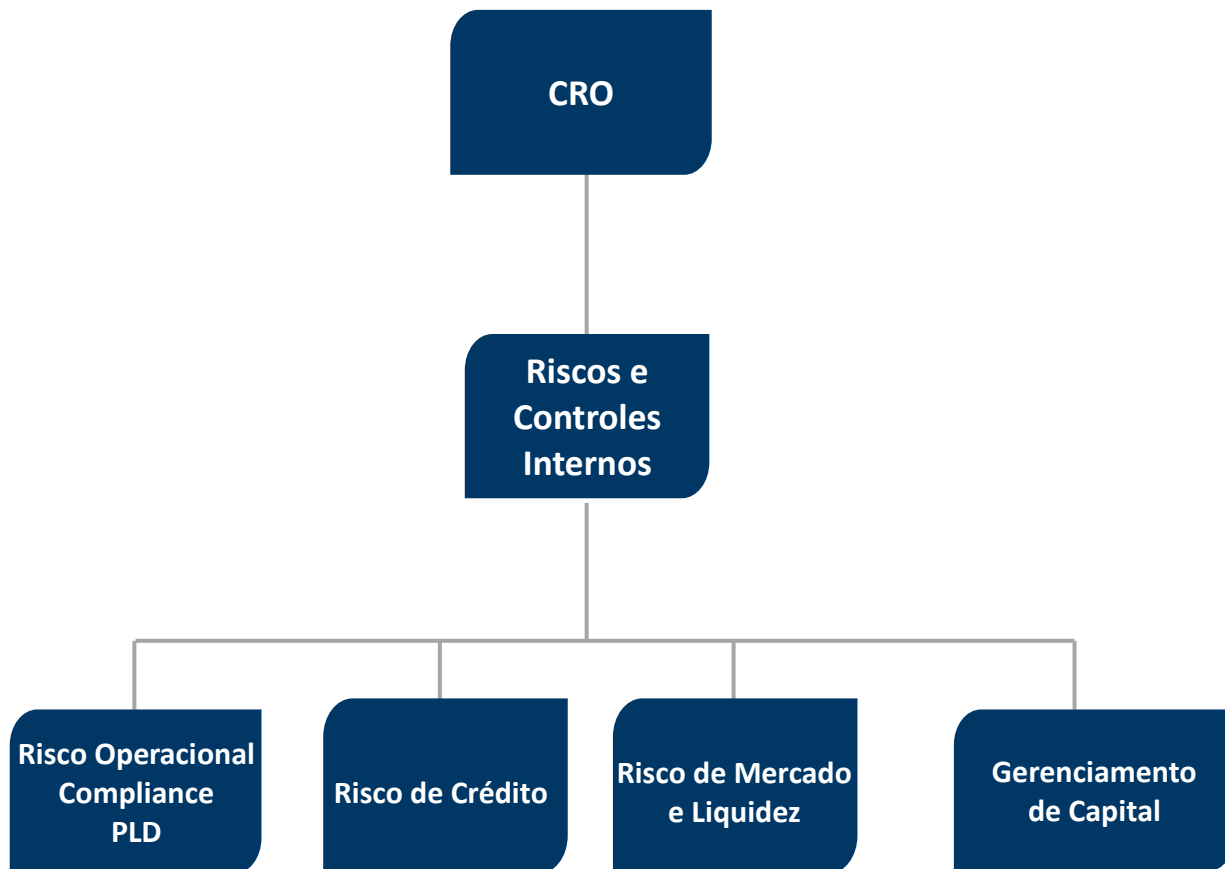 CRO
Riscos e
Controles
Internos
Risco Operacional
Compliance
PLD
Risco de Crédito
Risco de Mercado
e Liquidez
Gerenciamento
de Capital